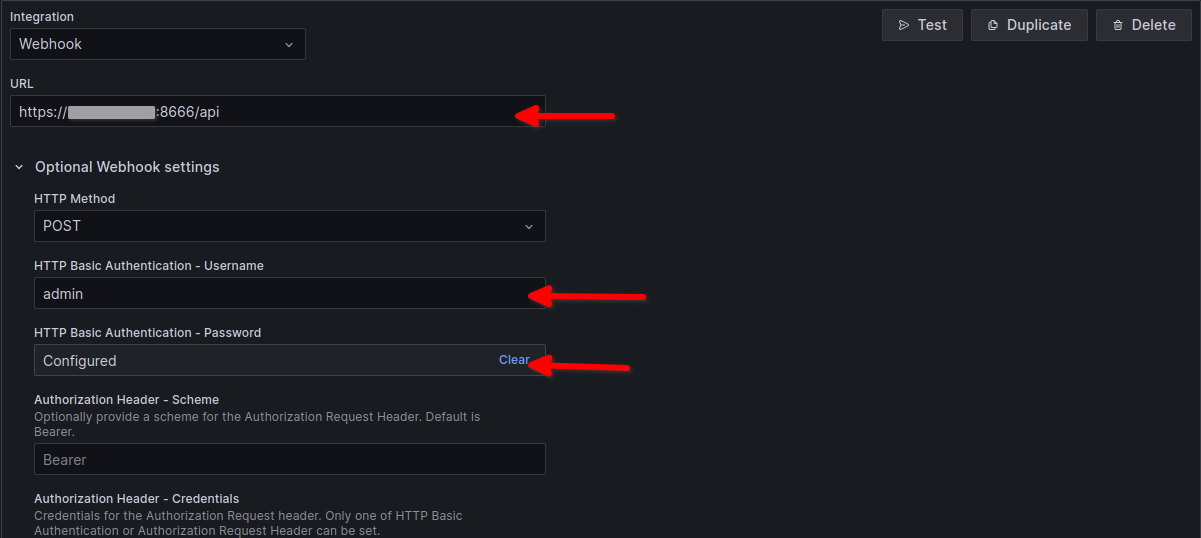 Integration
Webhook
Test
Duplicate
Delete
URL
https://
:8666/api
Optional Webhook settings
HTTP Method
POST
HTTP Basic Authentication - Username
admin
HTTP Basic Authentication - Password
Configured
Clear
Authorization Header - Scheme
Optionally provide a scheme for the Authorization Request Header. Default is
Bearer.
Bearer
Authorization Header - Credentials
Credentials for the Authorization Request header. Only one of HTTP Basic
Authentication or Authorization Request Header can be set.